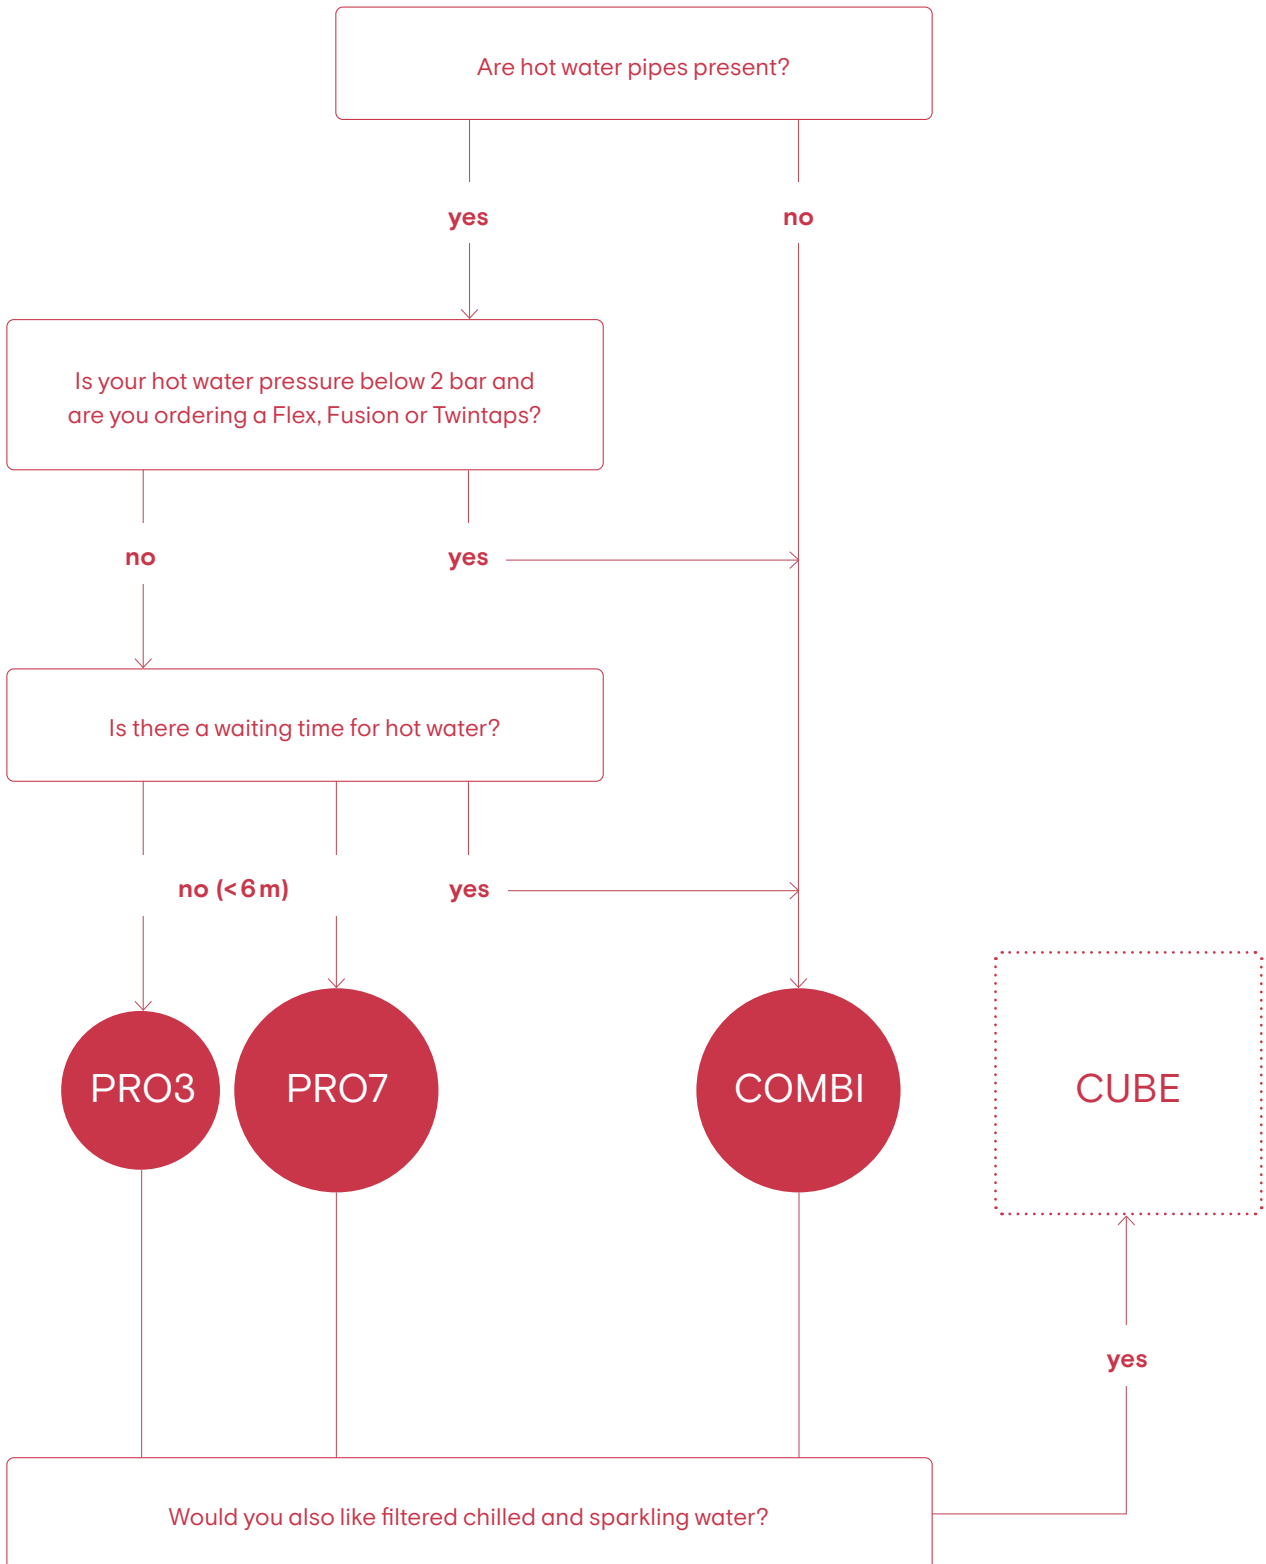 Are hot water pipes present?
yes
no
Is your hot water pressure below 2 bar and
are you ordering a Flex, Fusion or Twintaps?
no
yes
Is there a waiting time for hot water?
no (<6 m)
yes
PRO3
PRO7
COMBI
CUBE
yes
Would you also like filtered chilled and sparkling water?